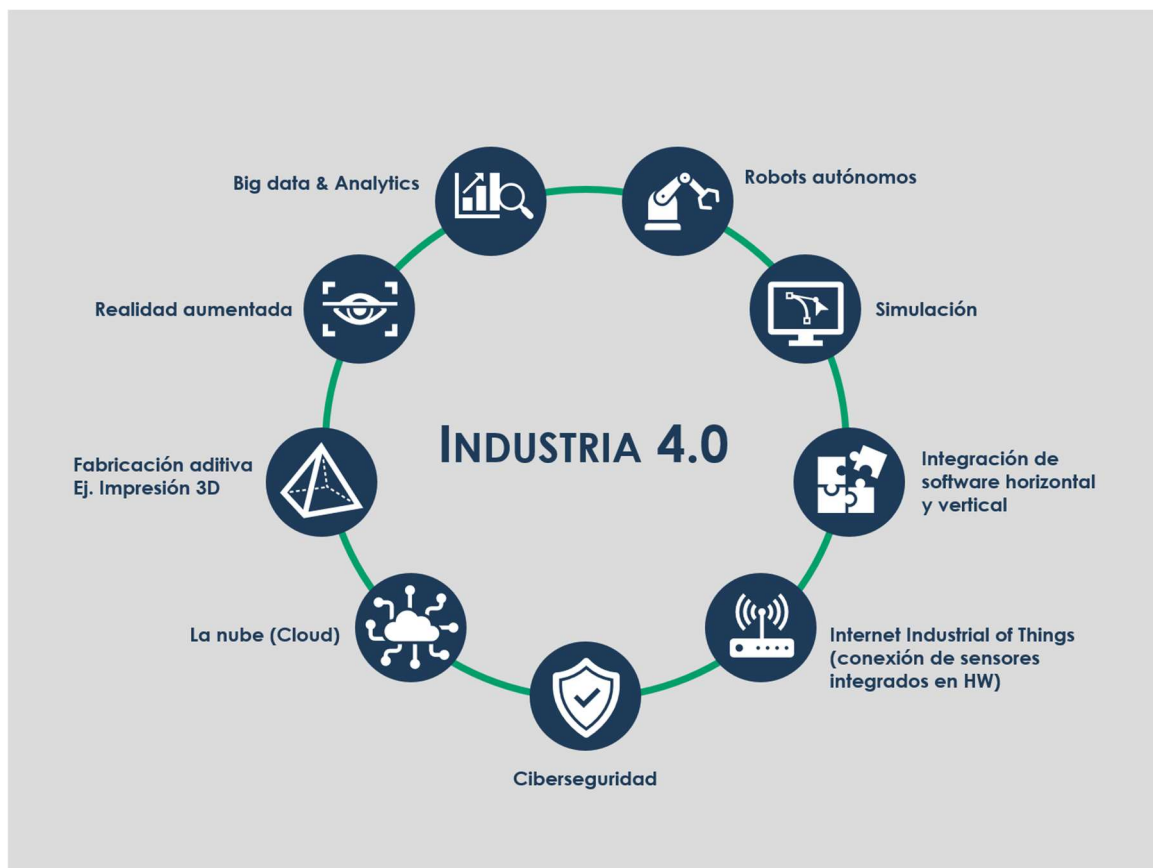 Big data & Analytics
Robots autónomos
Realidad aumentada
Simulación
INDUSTRIA 4.0
Fabricación aditiva
Ej. Impresión 3D
Integración de
software horizontal
y vertical
La nube (Cloud)
Internet Industrial of Things
(conexión de sensores
integrados en HW)
Ciberseguridad